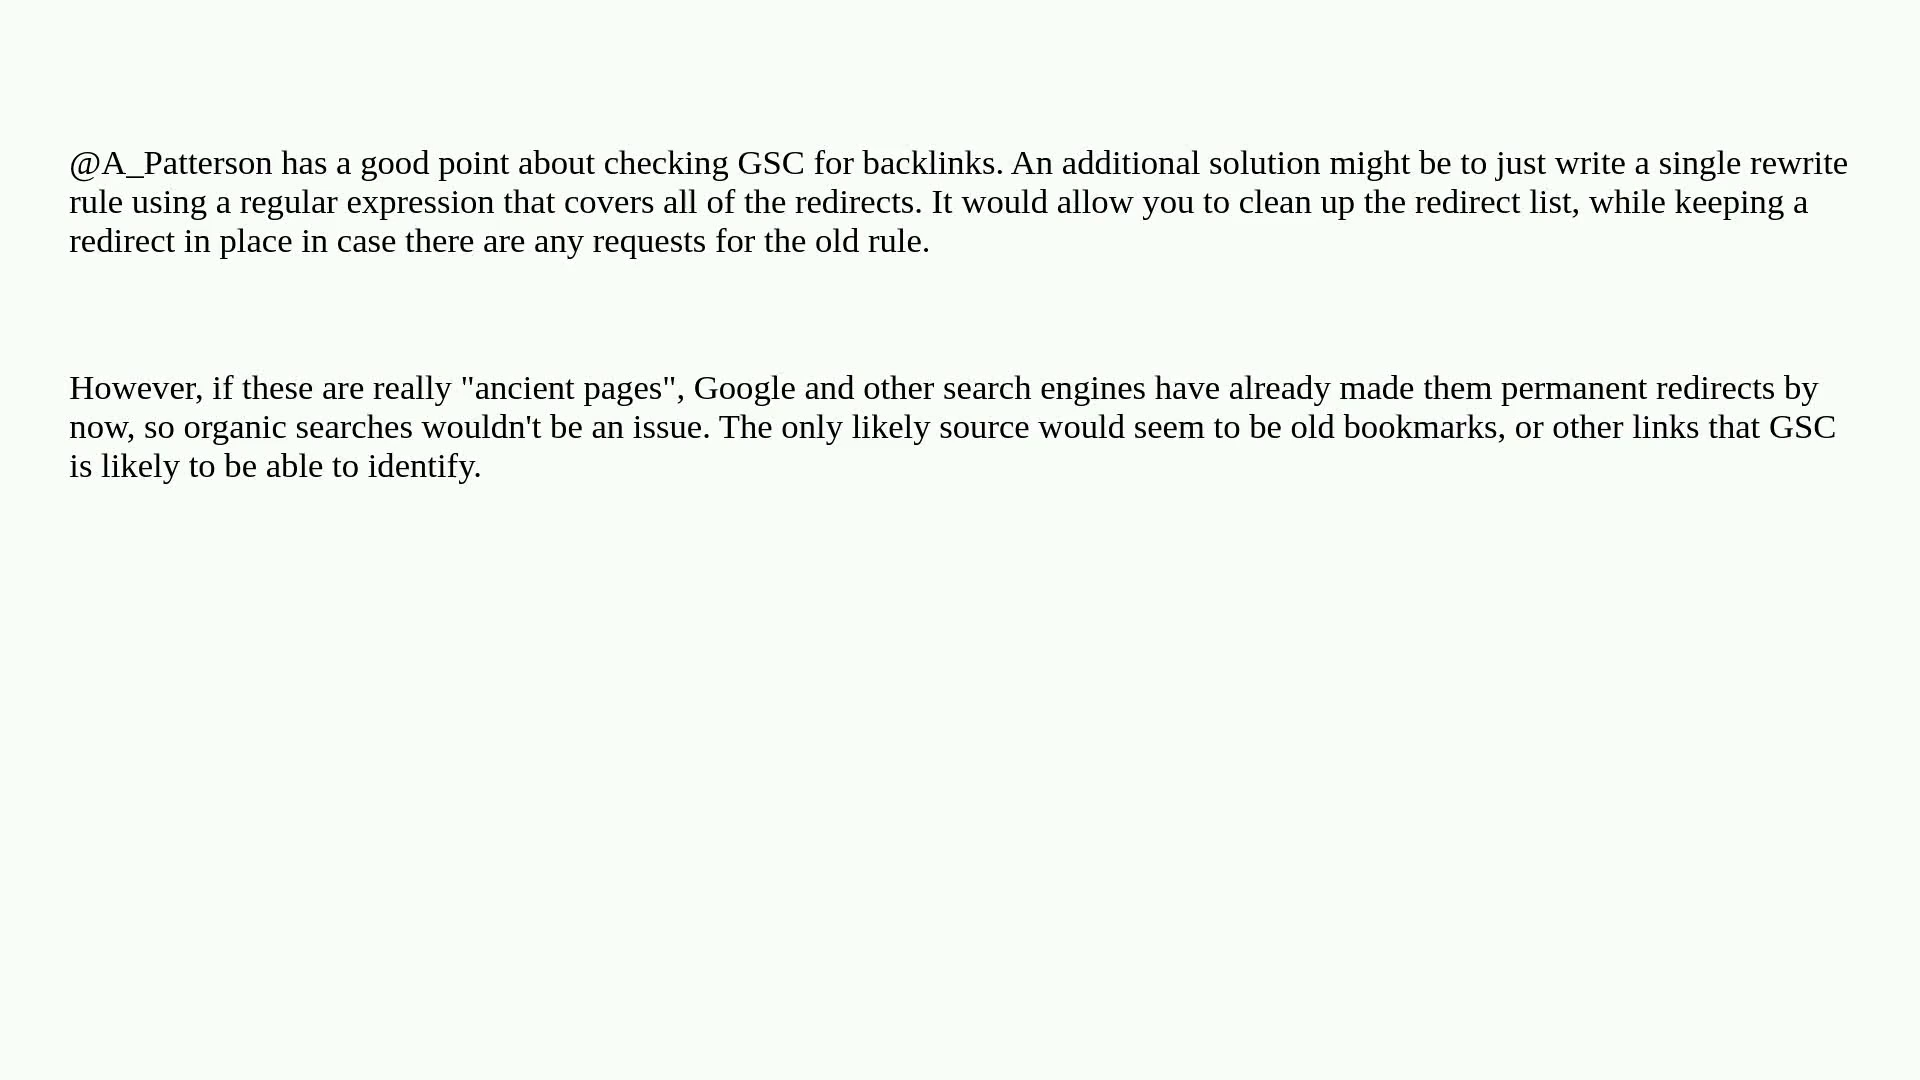 @A_Patterson has a good point about checking GSC for backlinks. An additional solution might be to just write a single rewrite
rule using a regular expression that covers all of the redirects. It would allow you to clean up the redirect list, while keeping a
redirect in place in case there are any requests for the old rule.
However, if these are really "ancient pages", Google and other search engines have already made them permanent redirects by
now, so organic searches wouldn't be an issue. The only likely source would seem to be old bookmarks, or other links that GSC
is likely to be able to identify.